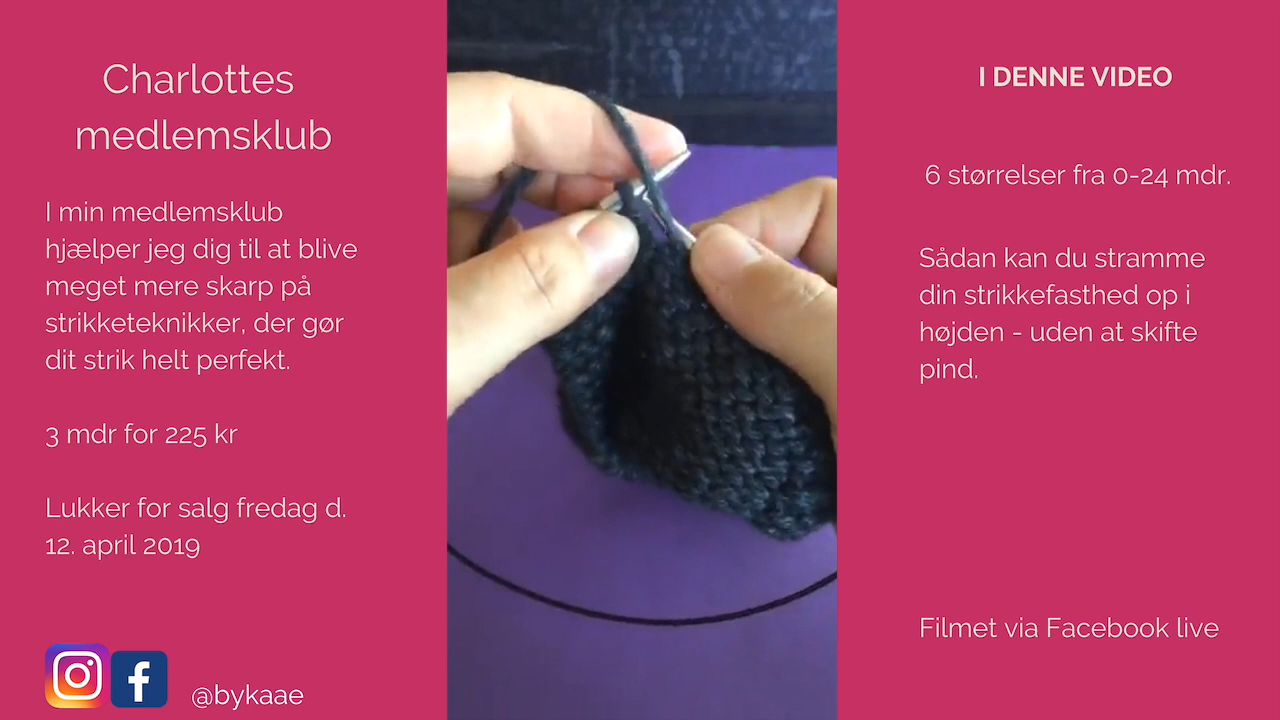 Charlottes
medlemsklub
I min medlemsklub
hjælper jeg dig til at blive
meget mere skarp på
strikketeknikker, der gør
dit strik helt perfekt.
3 mdr for 225 kr
Lukker for salg fredag d.
12. april 2019
@bykaae
I DENNE VIDEO
6 størrelser fra 0-24 mdr.
Sådan kan du stramme
din strikkefasthed op i
højden - uden at skifte
pind.
Filmet via Facebook live